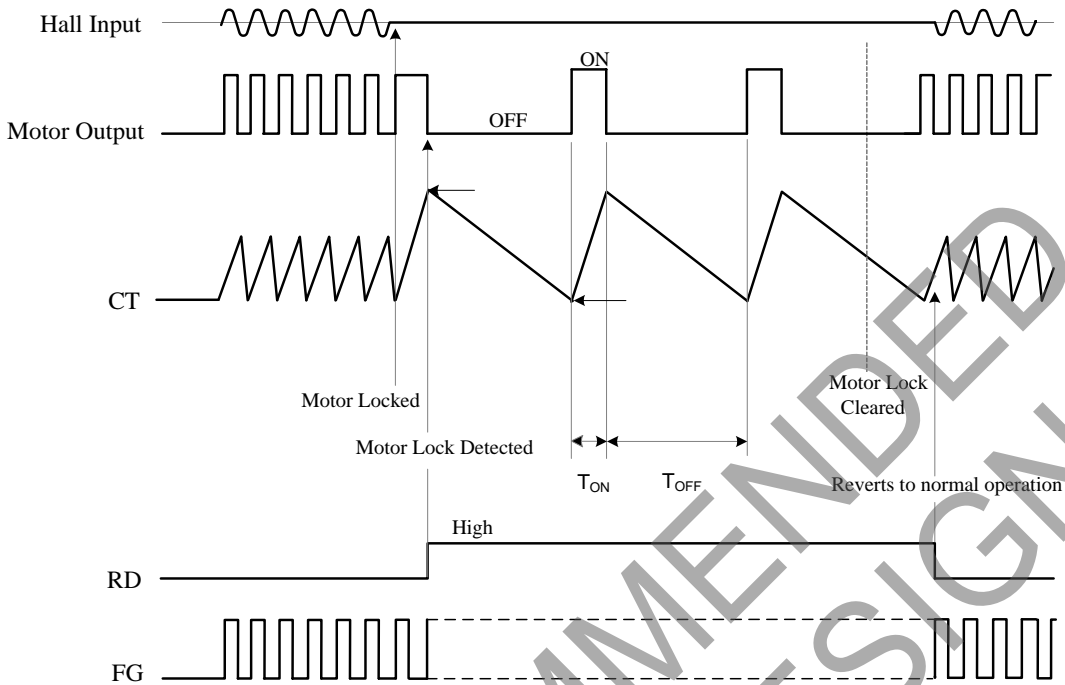 Hall Input
ON
Motor Output
OFF
CT
Motor Locked
Motor Lock
Cleared
Motor Lock Detected
TON
TOFF
Reverts to normal operation
High
RD
FG